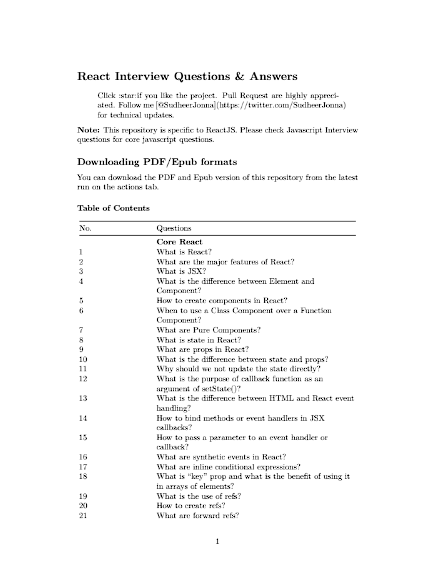 React Interview Questions & Answers
Click :star:if you like the project. Pull Request are highly appreci-
ated. Follow me [@SudheerJonna](https://twitter.com/SudheerJonna)
for technical updates.
Note: This repository is specific to ReactJS. Please check Javascript Interview
questions for core javascript questions.
Downloading PDF/Epub formats
You can download the PDF and Epub version of this repository from the latest
run on the actions tab.
Table of Contents
No. Questions
Core React
1 What is React?
2 What are the major features of React?
3 What is JSX?
4 What is the difference between Element and
Component?
5 How to create components in React?
6 When to use a Class Component over a Function
Component?
7 What are Pure Components?
8 What is state in React?
9 What are props in React?
10 What is the difference between state and props?
11 Why should we not update the state directly?
12 What is the purpose of callback function as an
argument of setState()?
13 What is the difference between HTML and React event
handling?
14 How to bind methods or event handlers in JSX
callbacks?
15 How to pass a parameter to an event handler or
callback?
16 What are synthetic events in React?
17 What are inline conditional expressions?
18 What is “key” prop and what is the benefit of using it
in arrays of elements?
19 What is the use of refs?
20 How to create refs?
21 What are forward refs?
1